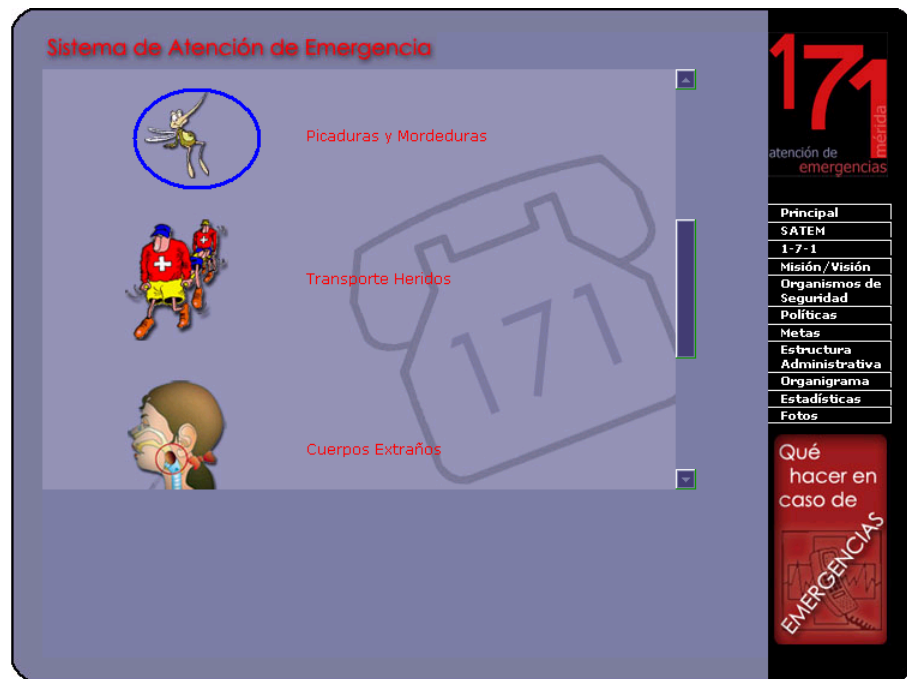 Sistema de Atención de Emergencia
Picaduras y Mordeduras
Transporte Heridos
Cuerpos Extraños
171
171
mérida
atención de
emergencias
Principal
SATEM
1-7-1
Misión/Visión
Organismos de
Seguridad
Políticas
Metas
Estructura
Administrativa
Organigrama
Estadísticas
Fotos
Qué
hacer en
caso de
EMERGENCIAS